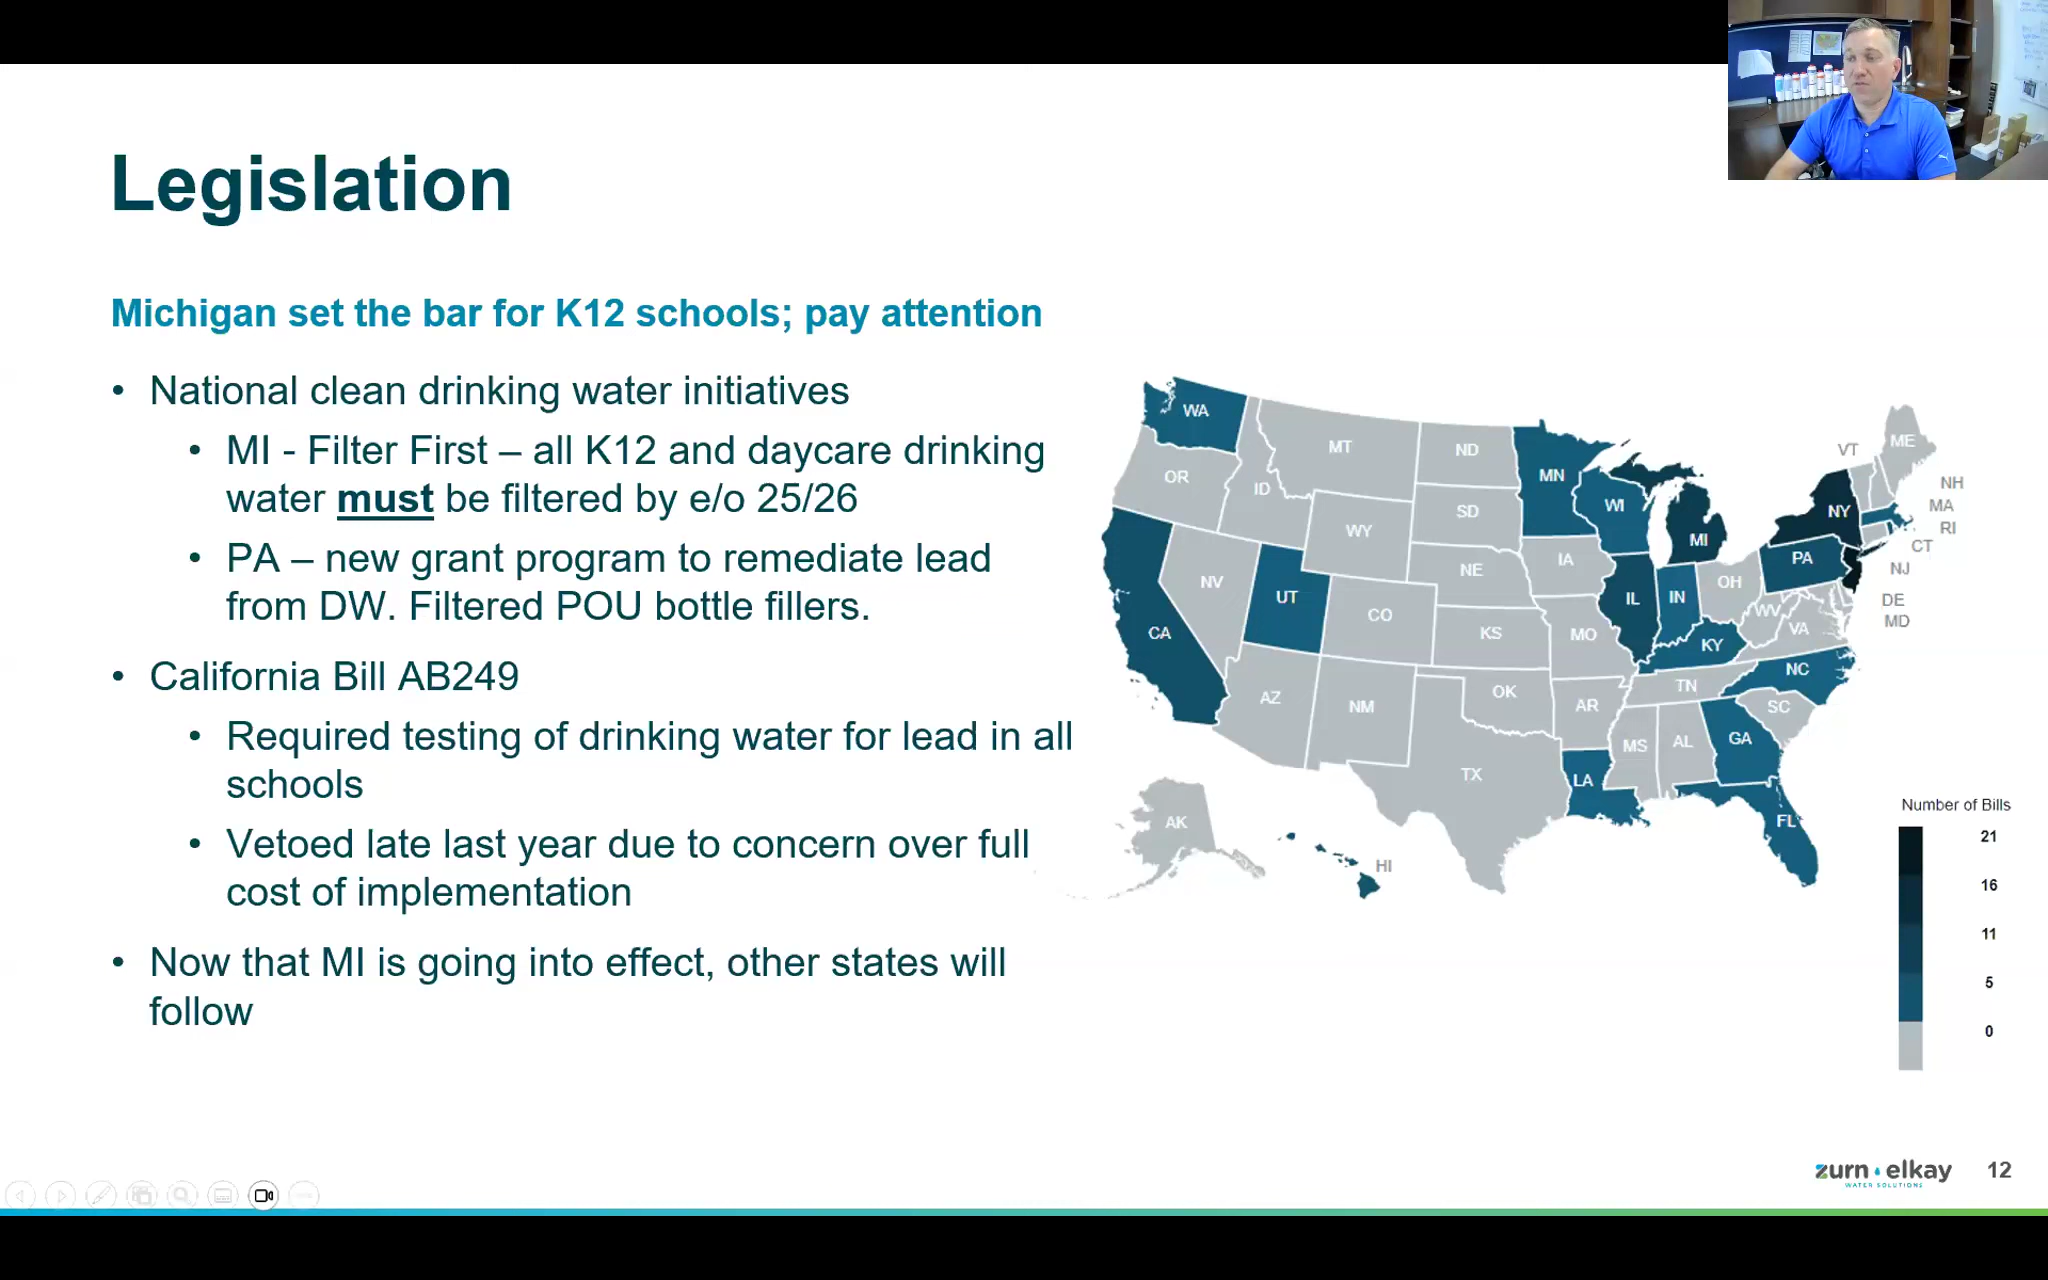 Legislation
Michigan set the bar for K12 schools; pay attention
• National clean drinking water initiatives
• MI - Filter First – all K12 and daycare drinking
water must be filtered by e/o 25/26
• PA – new grant program to remediate lead
from DW. Filtered POU bottle fillers.
• California Bill AB249
• Required testing of drinking water for lead in all
schools
• Vetoed late last year due to concern over full
cost of implementation
• Now that MI is going into effect, other states will
follow
WA
MT
ND
MN
VT
ME
OR
ID
SD
WI
NH
WY
MI
NY
MA
RI
CT
NV
UT
NE
IA
PA
NJ
CA
CO
KS
MO
IL
IN
OH
WV
VA
DE
MD
KY
AZ
NM
OK
AR
TN
NC
SC
TX
LA
MS
AL
GA
FL
AK
HI
Number of Bills
21
16
11
5
0
zurn elkay
WATER SOLUTIONS
12